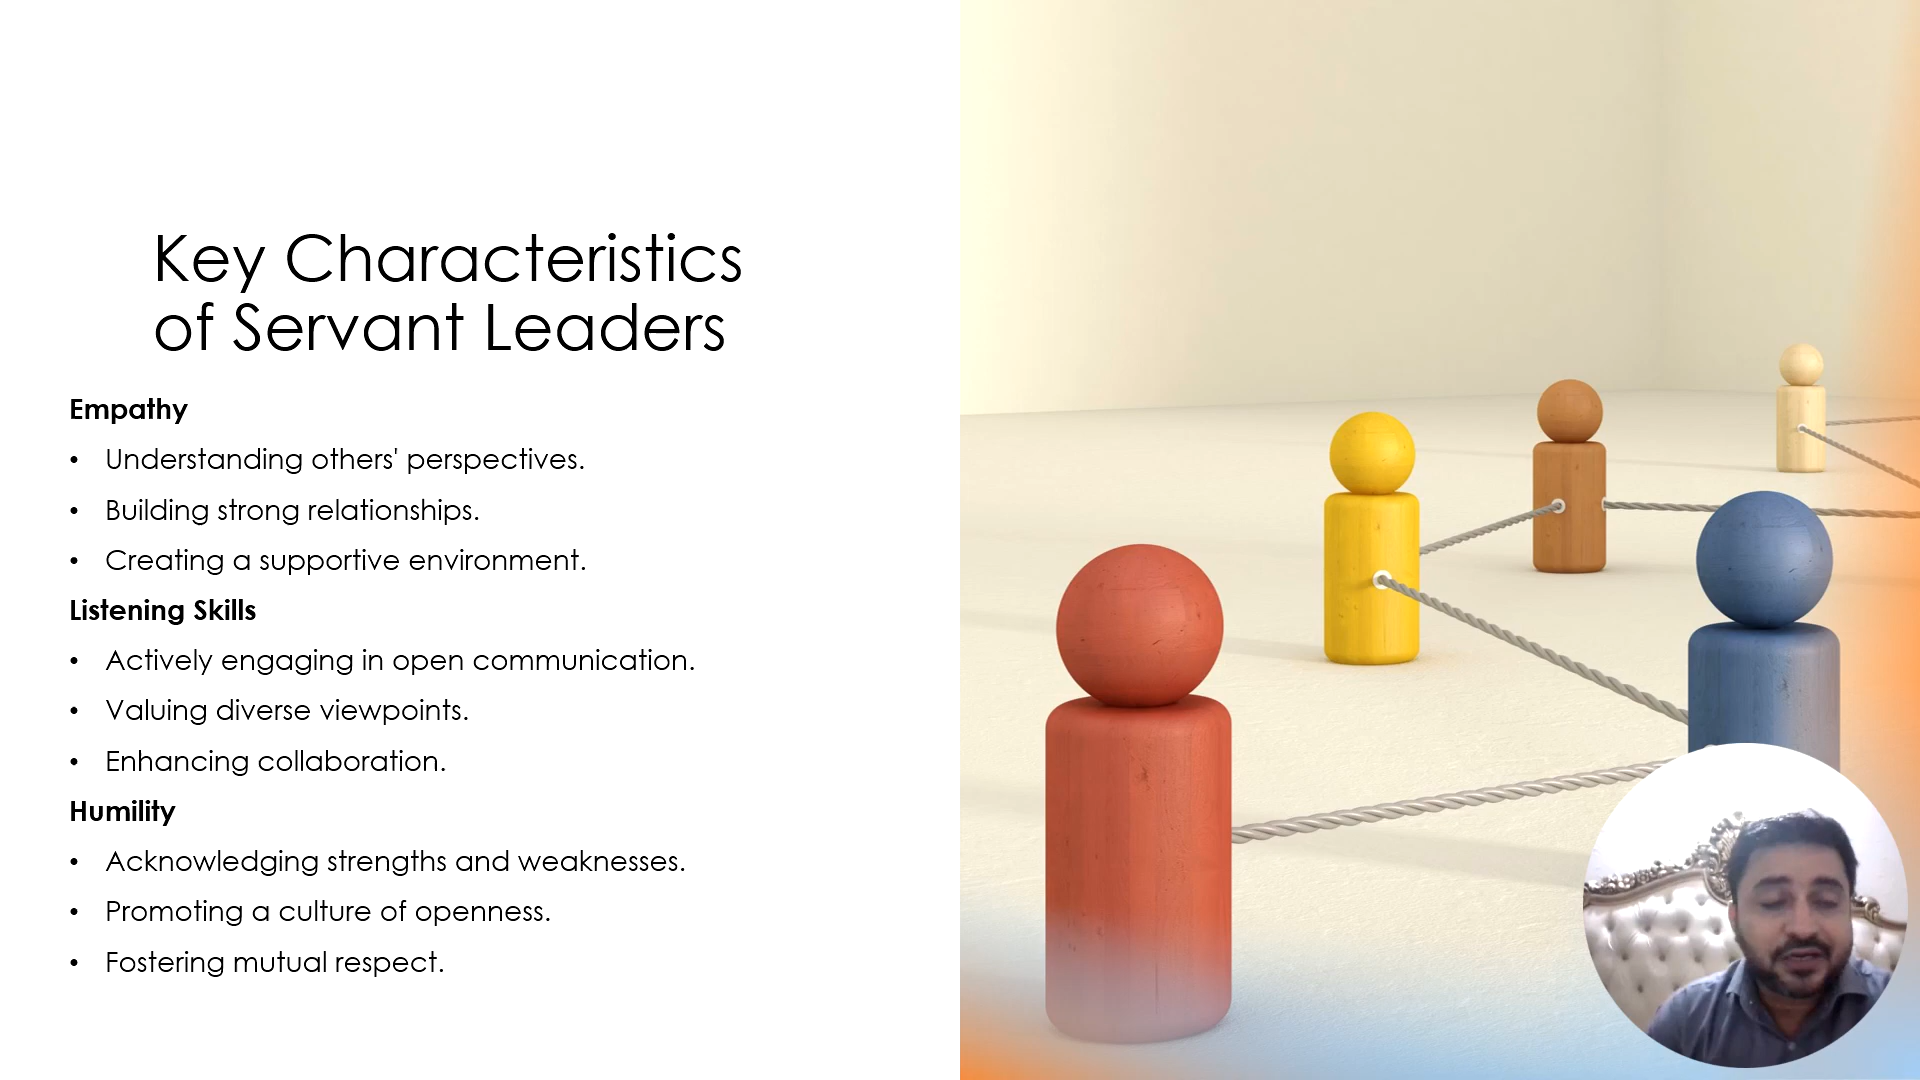 Key Characteristics
of Servant Leaders
Empathy
• Understanding others' perspectives.
• Building strong relationships.
• Creating a supportive environment.
Listening Skills
• Actively engaging in open communication.
• Valuing diverse viewpoints.
• Enhancing collaboration.
Humility
• Acknowledging strengths and weaknesses.
• Promoting a culture of openness.
• Fostering mutual respect.